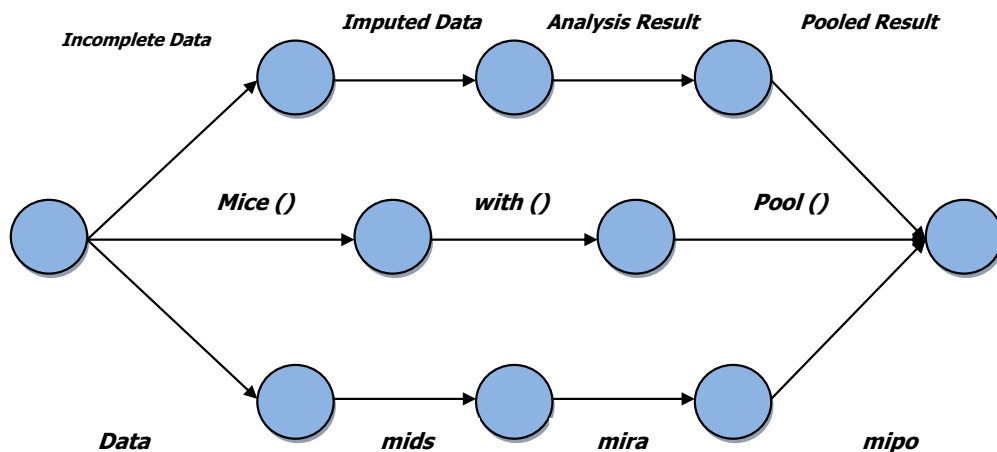 Incomplete Data
Imputed Data
Analysis Result
Pooled Result
Mice ()
with ()
Pool ()
Data
mids
mira
mipo